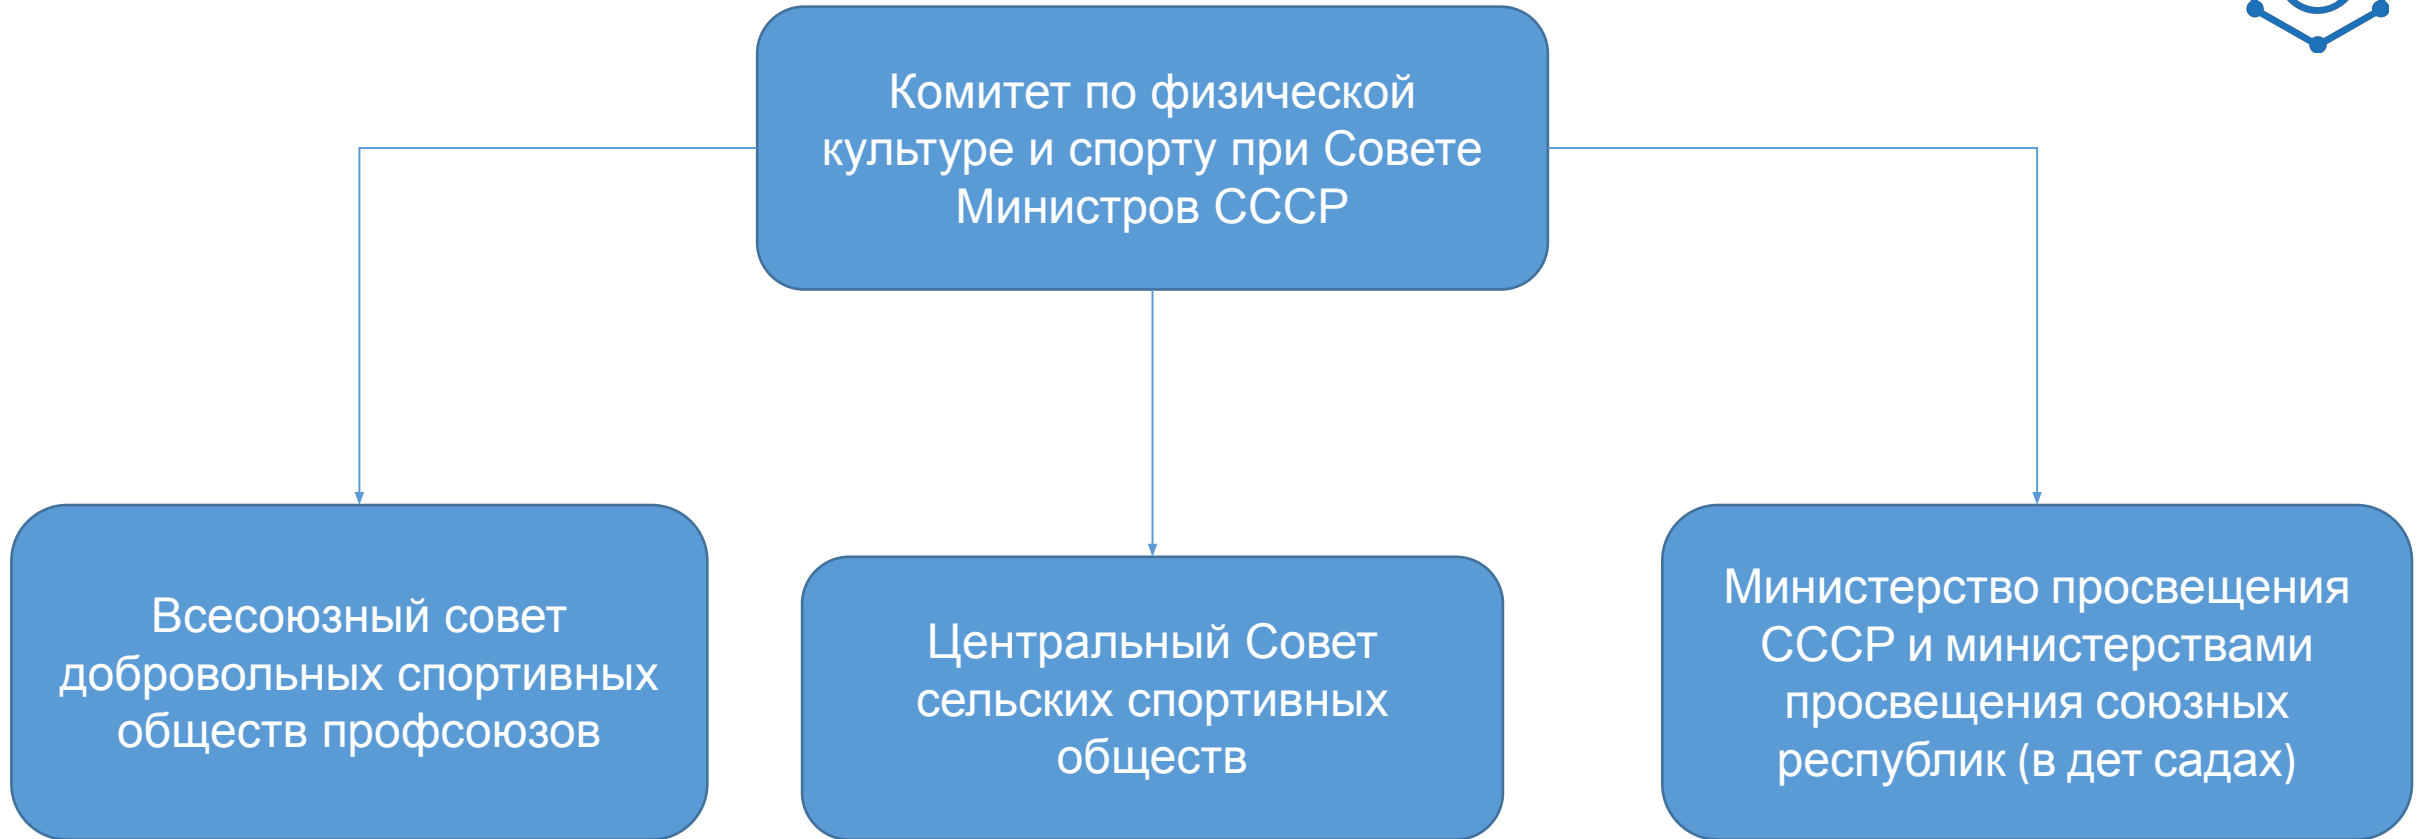 Комитет по физической
культуре и спорту при Совете
Министров СССР
Всесоюзный совет
добровольных спортивных
обществ профсоюзов
Центральный Совет
сельских спортивных
обществ
Министерство просвещения
СССР и министерствами
просвещения союзных
республик (в дет садах)